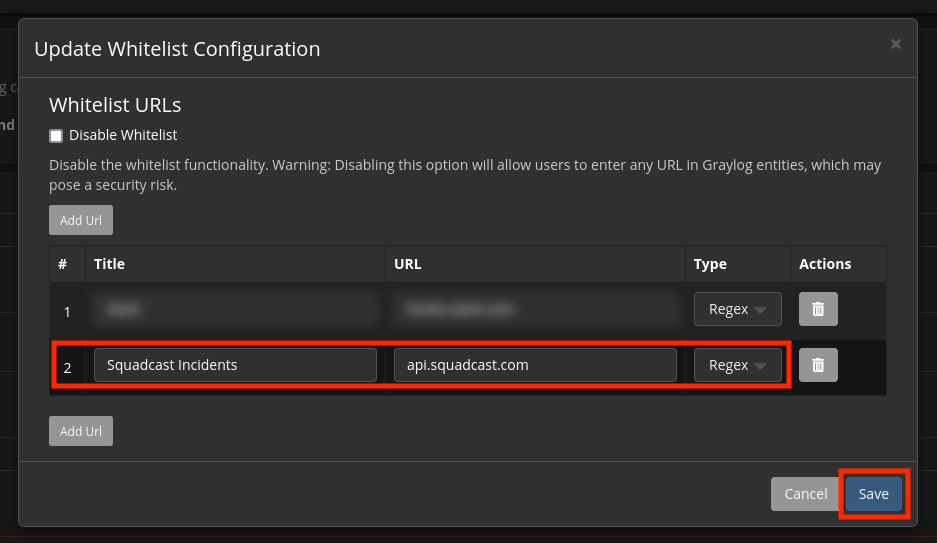 Update Whitelist Configuration ×
g c
nd
Whitelist URLs
Disable Whitelist
Disable the whitelist functionality. Warning: Disabling this option will allow users to enter any URL in Graylog entities, which may
pose a security risk.
Add Url
# Title URL Type Actions
1 Regex
2 Squadcast Incidents api.squadcast.com Regex
Add Url
Cancel Save